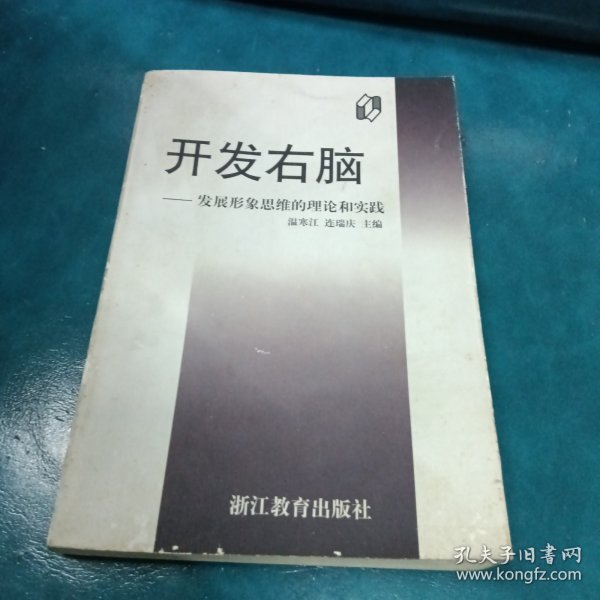 开发右脑
——发展形象思维的理论和实践
温寒江 连瑞庆 主编
浙江教育出版社
孔夫子旧书网
www.kongfz.com